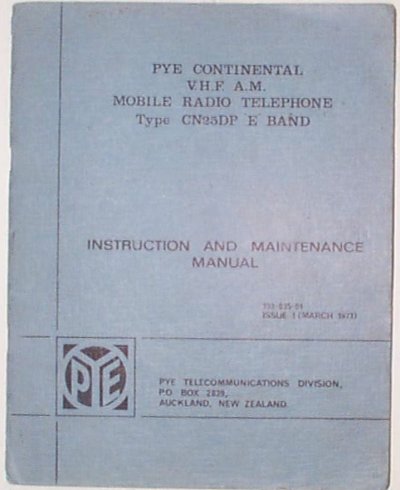 PYE CONTINENTAL
V.H.F. A.M.
MOBILE RADIO TELEPHONE
Type CN25DP 'E' BAND
INSTRUCTION AND MAINTENANCE
MANUAL
ISSUE 1 (MARCH 1971)
PYE
PYE TELECOMMUNICATIONS DIVISION,
P.O. BOX 2839,
AUCKLAND, NEW ZEALAND.